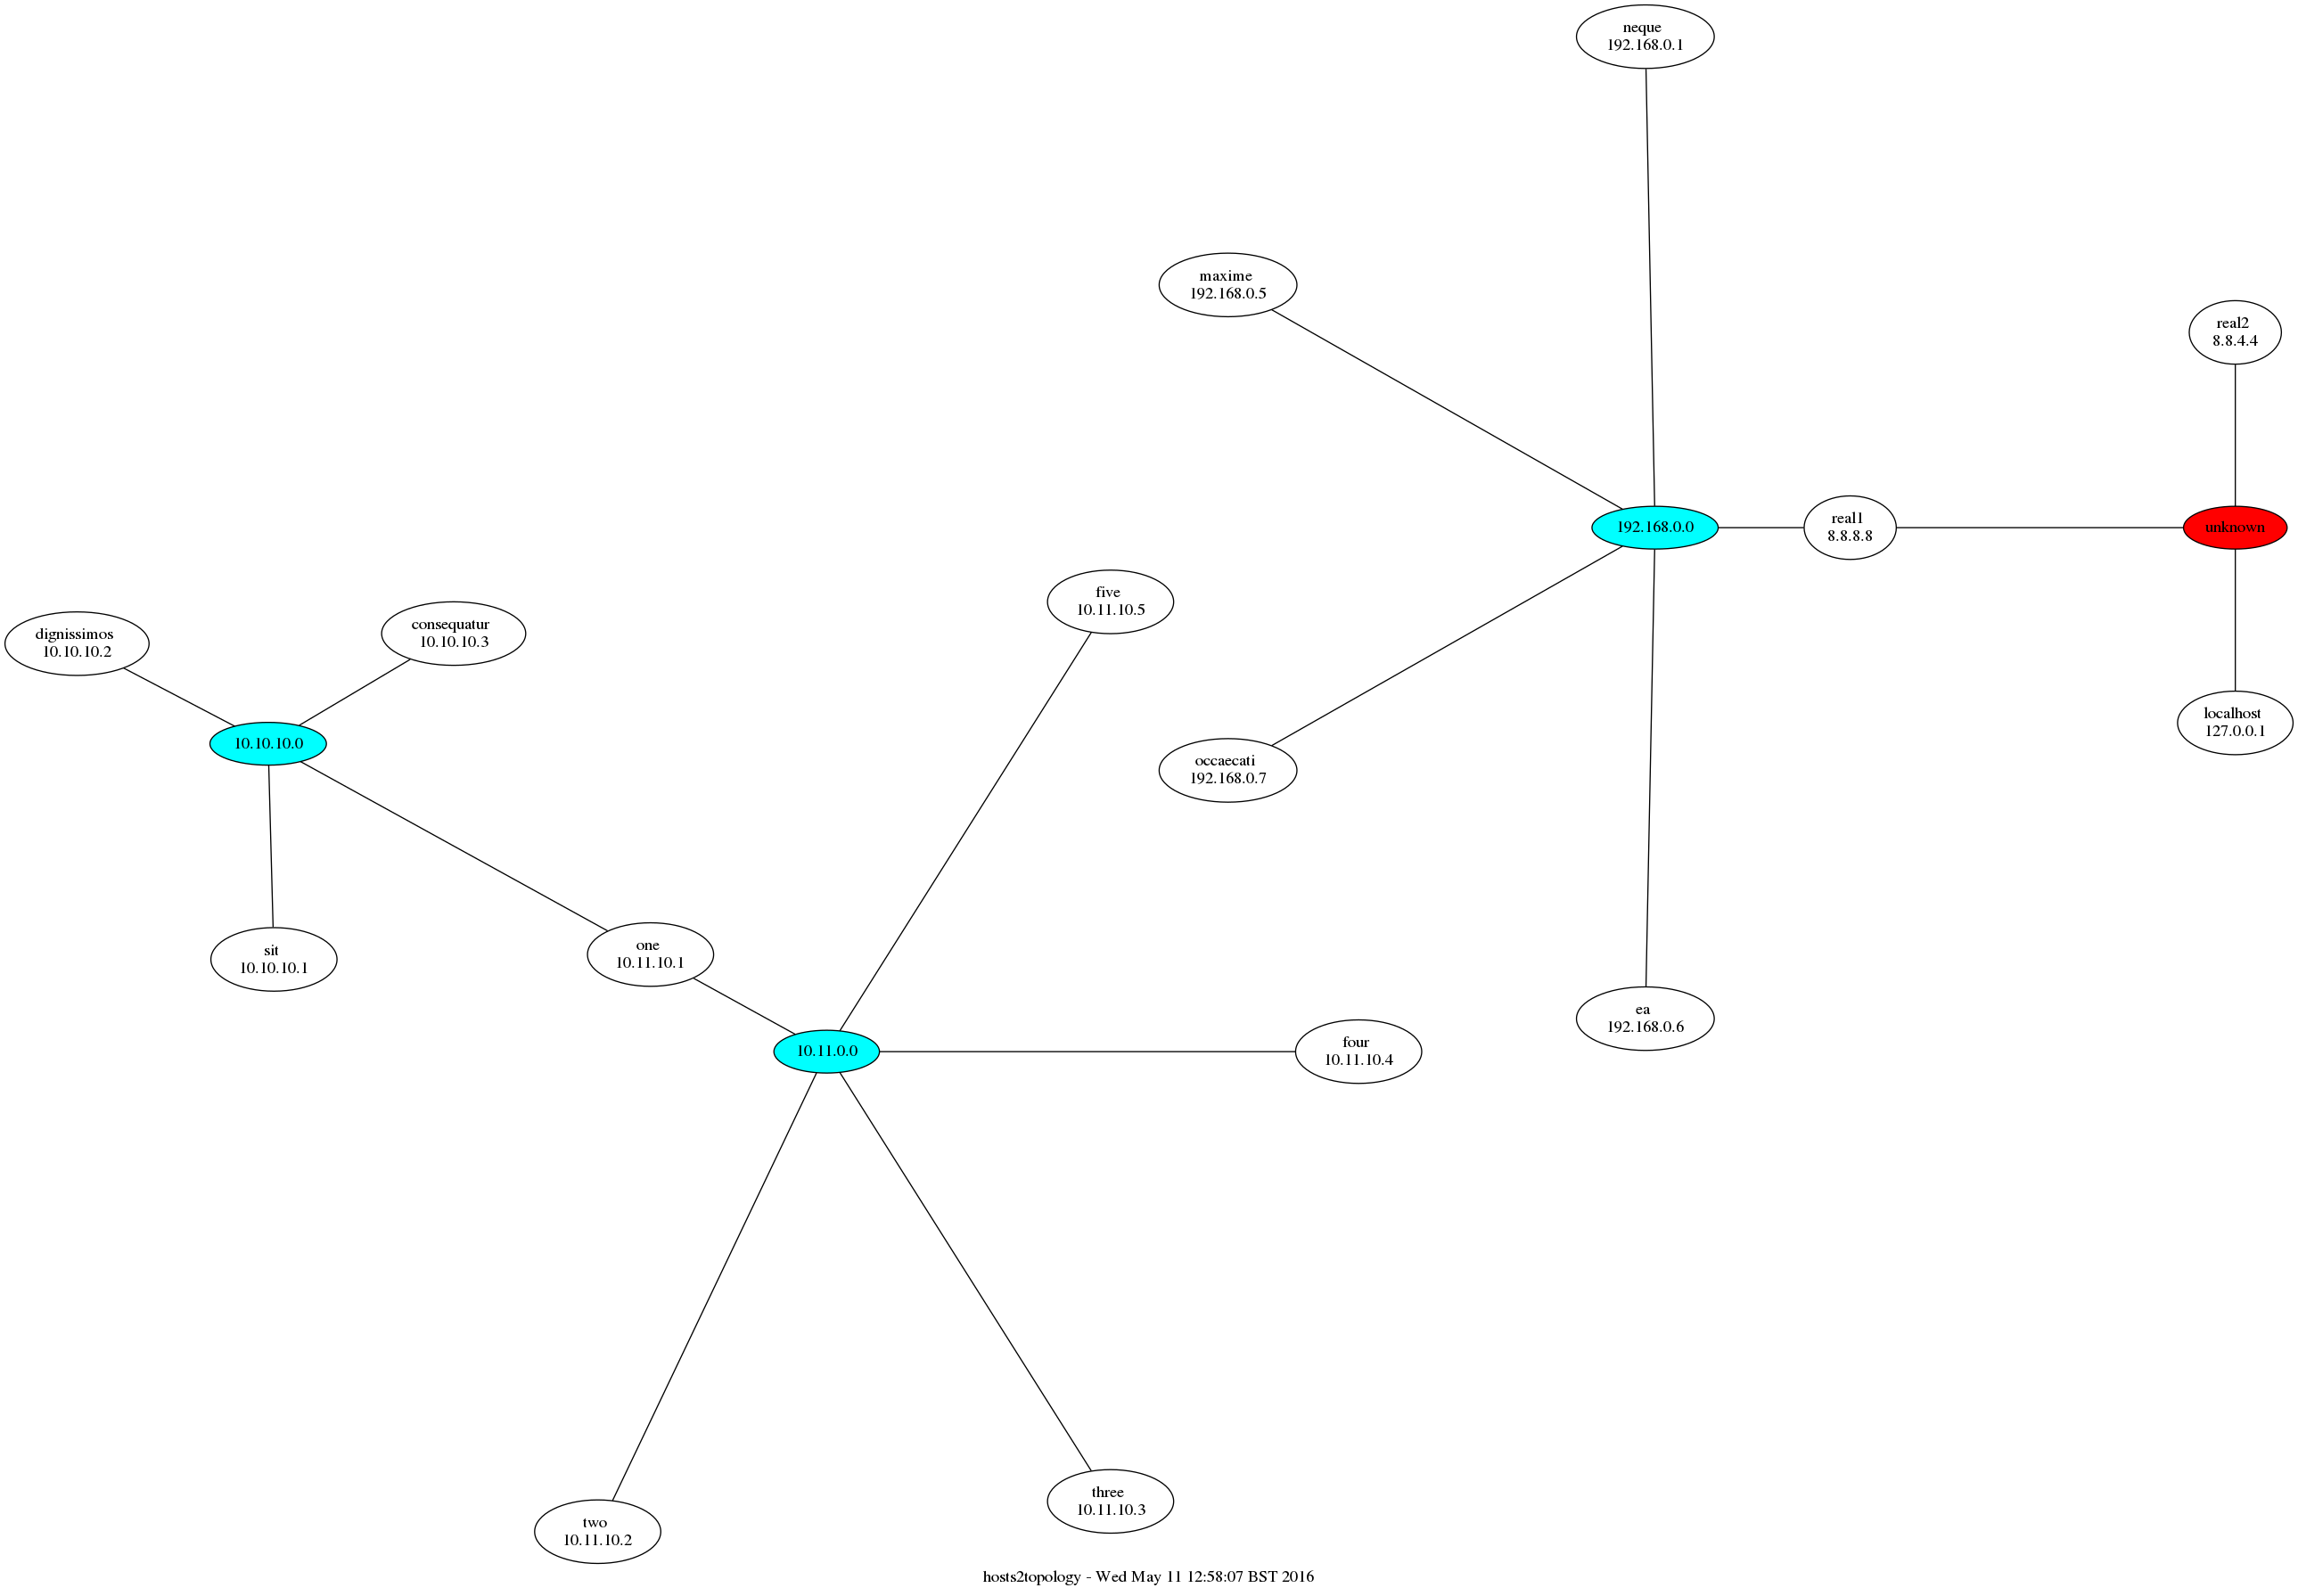 neque
192.168.0.1
maxime
192.168.0.5
real2
8.8.4.4
192.168.0.0
real1
8.8.8.8
unknown
five
10.11.10.5
dignissimos
10.10.10.2
consequatur
10.10.10.3
10.10.10.0
occaecati
192.168.0.7
localhost
127.0.0.1
sit
10.10.10.1
one
10.11.10.1
ea
192.168.0.6
10.11.0.0
four
10.11.10.4
three
10.11.10.3
two
10.11.10.2
hosts2topology - Wed May 11 12:58:07 BST 2016